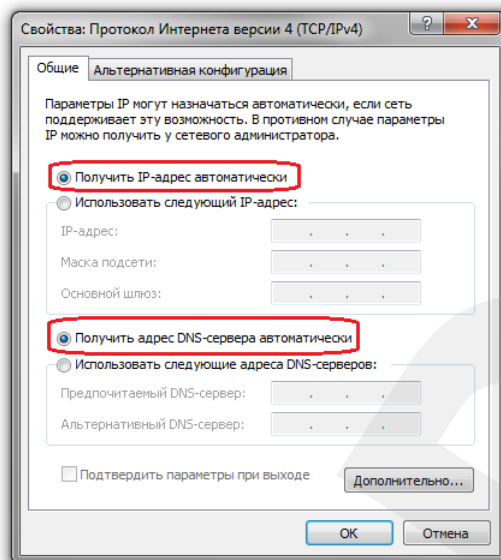 Свойства: Протокол Интернета версии 4 (TCP/IPv4)
Общие
Альтернативная конфигурация
Параметры IP могут назначаться автоматически, если сеть
поддерживает эту возможность. В противном случае параметры
IP можно получить у сетевого администратора.
Получить IP-адрес автоматически
Использовать следующий IP-адрес:
IP-адрес:
Маска подсети:
Основной шлюз:
Получить адрес DNS-сервера автоматически
Использовать следующие адреса DNS-серверов:
Предпочитаемый DNS-сервер:
Альтернативный DNS-сервер:
Подтвердить параметры при выходе
Дополнительно...
ОК
Отмена